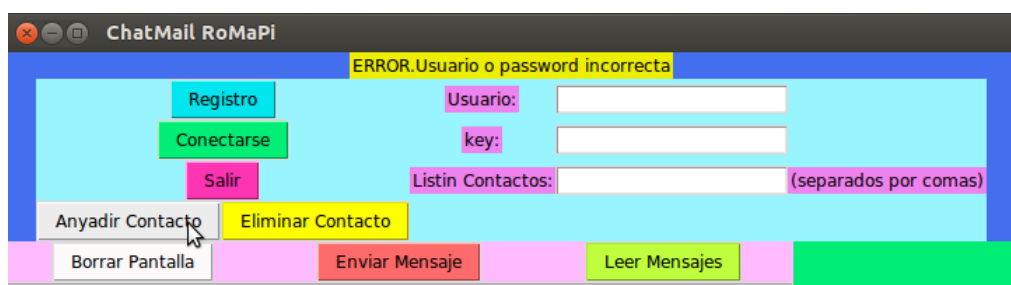 ChatMail RoMaPi
ERROR.Usuario o password incorrecta
Registro Usuario:
Conectarse key:
Salir Listin Contactos: (separados por comas)
Anyadir Contacto Eliminar Contacto
Borrar Pantalla Enviar Mensaje Leer Mensajes